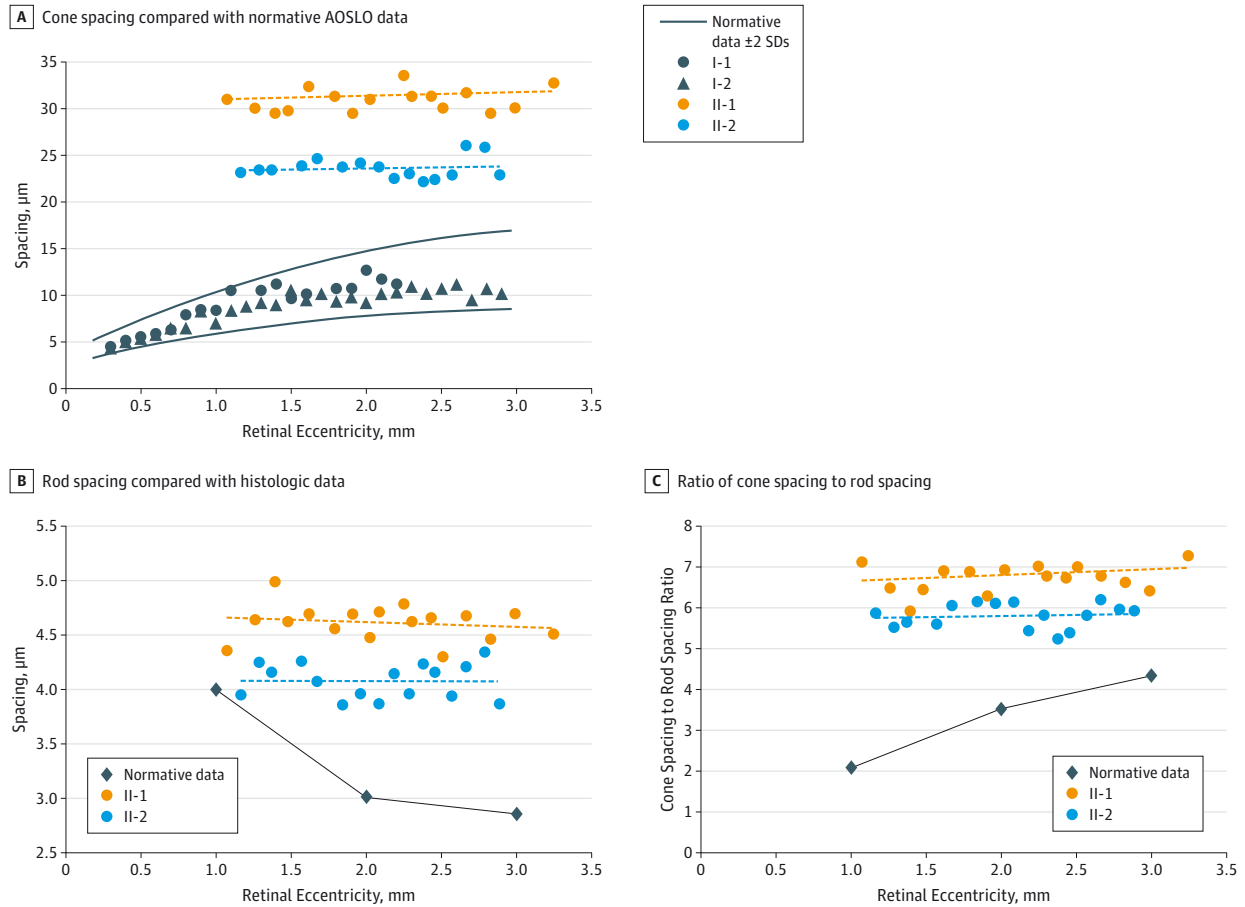 A Cone spacing compared with normative AOSLO data
35
30
25
20
15
10
5
0
Spacing, µm
0 0.5 1.0 1.5 2.0 2.5 3.0 3.5
Retinal Eccentricity, mm
Normative
data ±2 SDs
I-1
I-2
II-1
II-2
B Rod spacing compared with histologic data
5.5
5.0
4.5
4.0
3.5
3.0
2.5
Spacing, µm
Normative data
II-1
II-2
0 0.5 1.0 1.5 2.0 2.5 3.0 3.5
Retinal Eccentricity, mm
C Ratio of cone spacing to rod spacing
8
7
6
5
4
3
2
1
0
Cone Spacing to Rod Spacing Ratio
Normative data
II-1
II-2
0 0.5 1.0 1.5 2.0 2.5 3.0 3.5
Retinal Eccentricity, mm